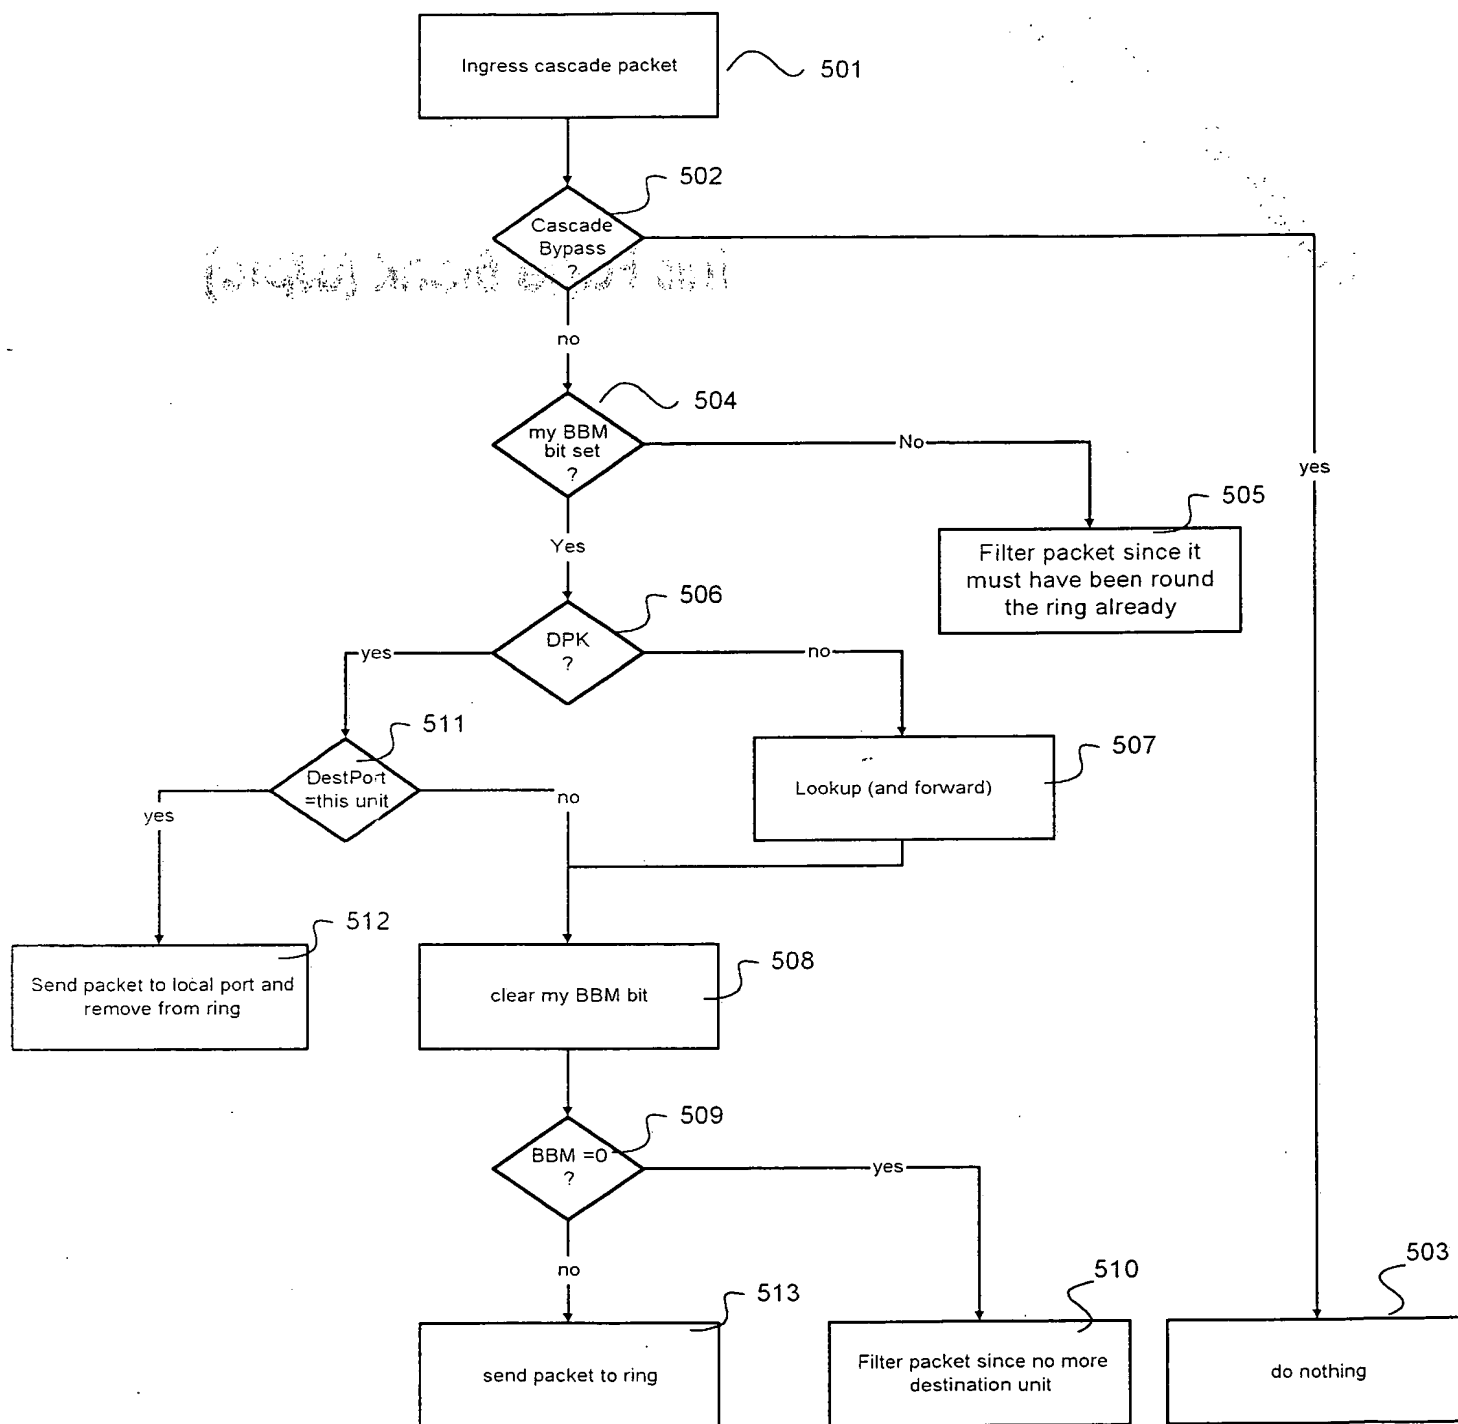 Ingress cascade packet
501
502
Cascade
Bypass
?
no
504
my BBM
bit set
?
No
yes
505
Yes
Filter packet since it
must have been round
the ring already
506
DPK
?
yes
no
511
507
DestPort
=this unit
Lookup (and forward)
yes
no
512
Send packet to local port and
remove from ring
508
clear my BBM bit
509
BBM =0
?
yes
no
503
510
513
send packet to ring
Filter packet since no more
destination unit
do nothing